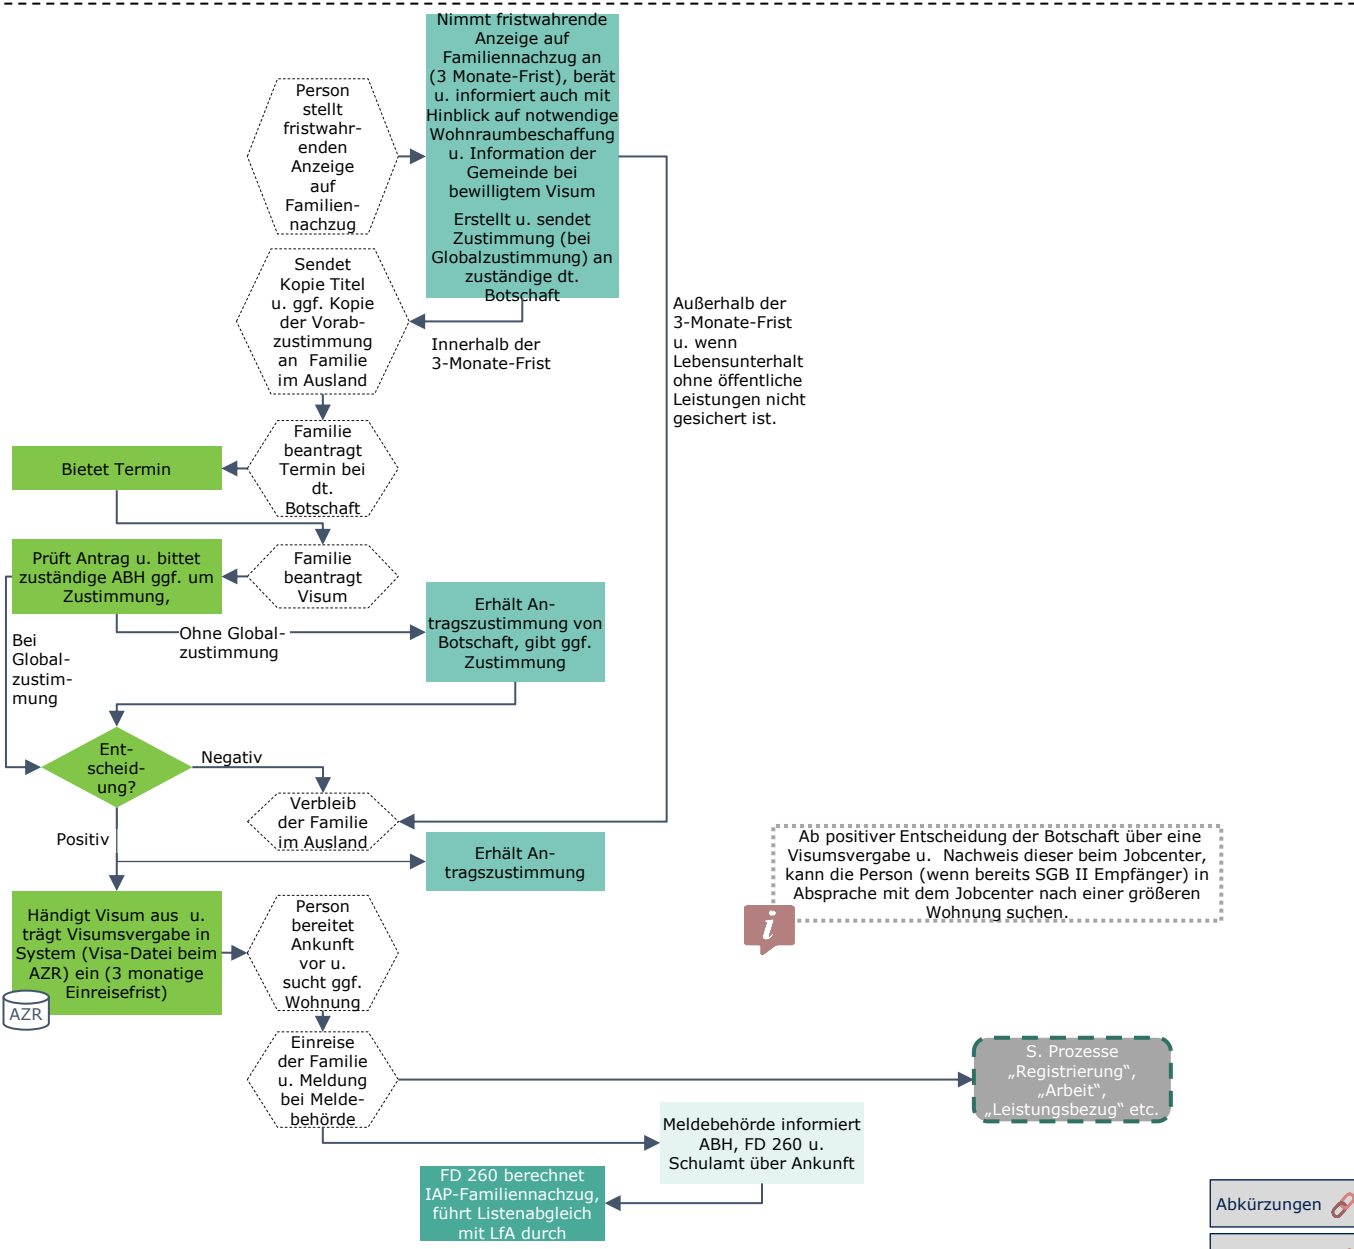 Nimmt fristwahrende
Anzeige auf
Familiennachzug an
(3 Monate-Frist), berät
u. informiert auch mit
Hinblick auf notwendige
Wohnraumbeschaffung
u. Information der
Gemeinde bei
bewilligtem Visum
Erstellt u. sendet
Zustimmung (bei
Globalzustimmung) an
zuständige dt.
Botschaft
Person
stellt
fristwahr-
enden
Anzeige
auf
Familien-
nachzug
Sendet
Kopie Titel
u. ggf. Kopie
der Vorab-
zustimmung
an Familie
im Ausland
Innerhalb der
3-Monate-Frist
Außerhalb der
3-Monate-Frist
u. wenn
Lebensunterhalt
ohne öffentliche
Leistungen nicht
gesichert ist.
Familie
beantragt
Termin bei
dt.
Botschaft
Bietet Termin
Familie
beantragt
Visum
Prüft Antrag u. bittet
zuständige ABH ggf. um
Zustimmung,
Bei
Global-
zustim-
mung
Ohne Global-
zustimmung
Erhält An-
tragszustimmung von
Botschaft, gibt ggf.
Zustimmung
Ent-
scheid-
ung?
Negativ
Positiv
Verbleib
der Familie
im Ausland
Erhält An-
tragszustimmung
Ab positiver Entscheidung der Botschaft über eine
Visumsvergabe u. Nachweis dieser beim Jobcenter,
kann die Person (wenn bereits SGB II Empfänger) in
Absprache mit dem Jobcenter nach einer größeren
Wohnung suchen.
i
Händigt Visum aus u.
trägt Visumsvergabe in
System (Visa-Datei beim
AZR) ein (3 monatige
Einreisefrist)
AZR
Person
bereitet
Ankunft
vor u.
sucht ggf.
Wohnung
Einreise
der Familie
u. Meldung
bei Melde-
behörde
S. Prozesse
„Registrierung“,
„Arbeit“,
„Leistungsbezug“ etc.
Meldebehörde informiert
ABH, FD 260 u.
Schulamt über Ankunft
FD 260 berechnet
IAP-Familiennachzug,
führt Listenabgleich
mit LfA durch
Abkürzungen